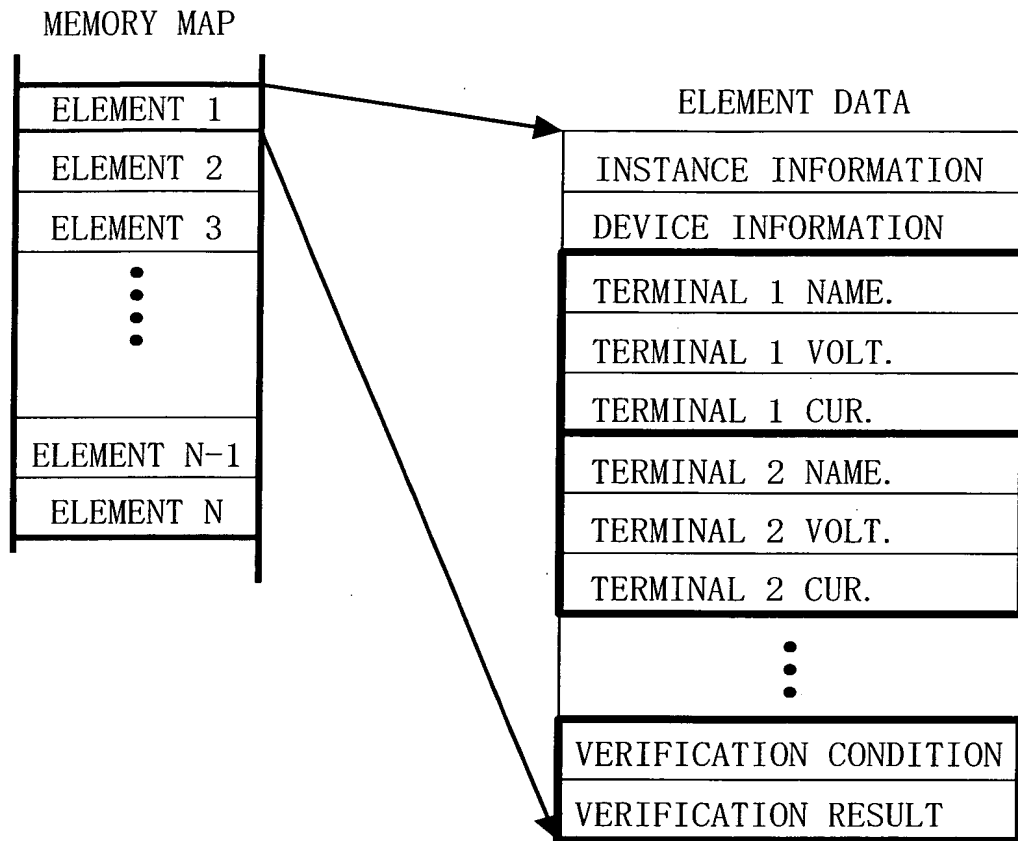 MEMORY MAP
ELEMENT 1
ELEMENT 2
ELEMENT 3
ELEMENT N-1
ELEMENT N
ELEMENT DATA
INSTANCE INFORMATION
DEVICE INFORMATION
TERMINAL 1 NAME.
TERMINAL 1 VOLT.
TERMINAL 1 CUR.
TERMINAL 2 NAME.
TERMINAL 2 VOLT.
TERMINAL 2 CUR.
VERIFICATION CONDITION
VERIFICATION RESULT